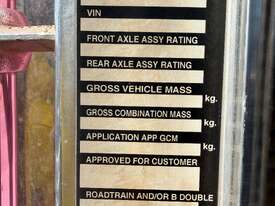 VIN
FRONT AXLE ASSY RATING
REAR AXLE ASSY RATING
GROSS VEHICLE MASS
kg.
GROSS COMBINATION MASS
kg.
APPLICATION APP GCM
kg.
APPROVED FOR CUSTOMER
ROADTRAIN AND/OR B DOUBLE